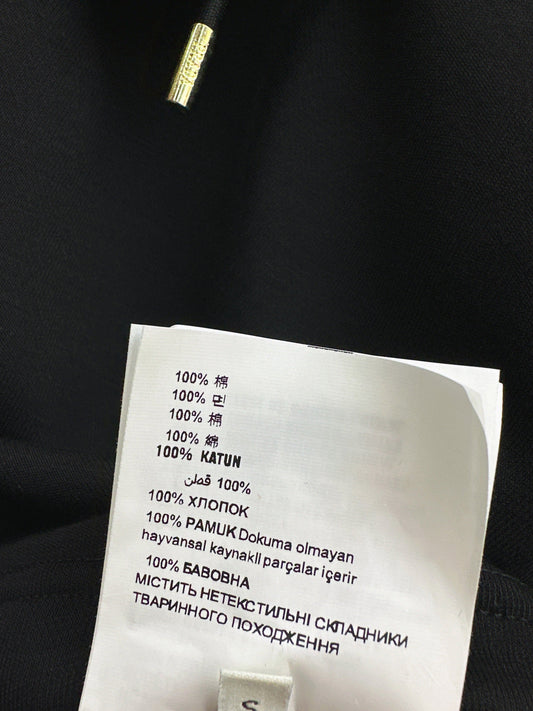 100% 棉
100% 면
100% 棉
100% 綿
100% KATUN
100% قطن
100% ХЛОПОК
100% PAMUK Dokuma olmayan
hayvansal kaynaklı parçalar içerir
100% БАВОВНА
МІСТИТЬ НЕТЕКСТИЛЬНІ СКЛАДНИКИ
ТВАРИННОГО ПОХОДЖЕННЯ
S